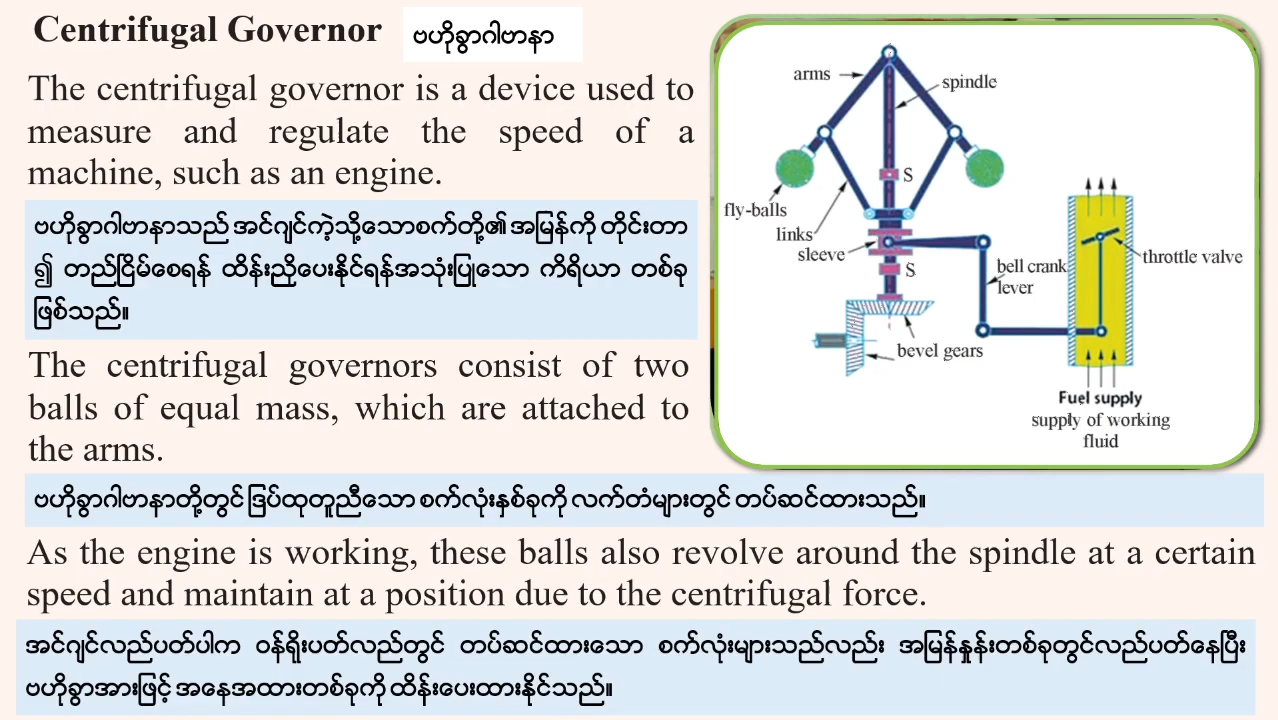 Centrifugal Governor
ဗဟိုခွာဂါဗာနာ
The centrifugal governor is a device used to
measure and regulate the speed of a
machine, such as an engine.
ဗဟိုခွာဂါဗာနာသည် အင်ဂျင်ကဲ့သို့သောစက်တို့၏ အမြန်ကို တိုင်းတာ
၍ တည်ငြိမ်စေရန် ထိန်းညှိပေးနိုင်ရန်အသုံးပြုသော ကိရိယာ တစ်ခု
ဖြစ်သည်။
The centrifugal governors consist of two
balls of equal mass, which are attached to
the arms.
ဗဟိုခွာဂါဗာနာတို့တွင် ဒြပ်ထုတူညီသော စက်လုံးနှစ်ခုကို လက်တံများတွင် တပ်ဆင်ထားသည်။
As the engine is working, these balls also revolve around the spindle at a certain
speed and maintain at a position due to the centrifugal force.
အင်ဂျင်လည်ပတ်ပါက ဝန်ရိုးပတ်လည်တွင် တပ်ဆင်ထားသော စက်လုံးများသည်လည်း အမြန်နှုန်းတစ်ခုတွင်လည်ပတ်နေပြီး
ဗဟိုခွာအားဖြင့် အနေအထားတစ်ခုကို ထိန်းပေးထားနိုင်သည်။
arms
spindle
S
fly-balls
links
sleeve
S
bell crank
lever
throttle valve
bevel gears
Fuel supply
supply of working
fluid